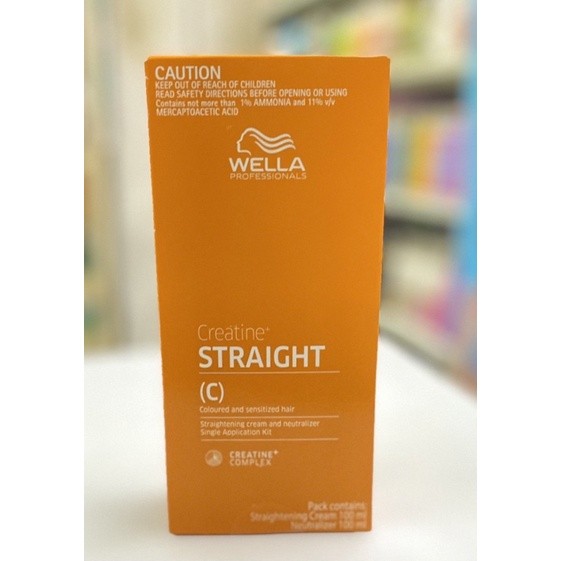 CAUTION
KEEP OUT OF REACH OF CHILDREN
READ SAFETY DIRECTIONS BEFORE OPENING OR USING
Contains not more than 1% AMMONIA and 11% v/v
MERCAPTOACETIC ACID
WELLA
PROFESSIONALS
Creatine+
STRAIGHT
(C)
Coloured and sensitized hair
Straightening cream and neutralizer
Single Application Kit
CREATINE+
COMPLEX
Pack contains
Straightening Cream 100 ml
Neutralizer 100 ml